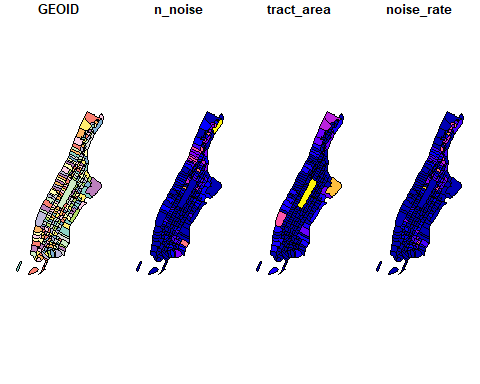 GEOID
n_noise
tract_area
noise_rate